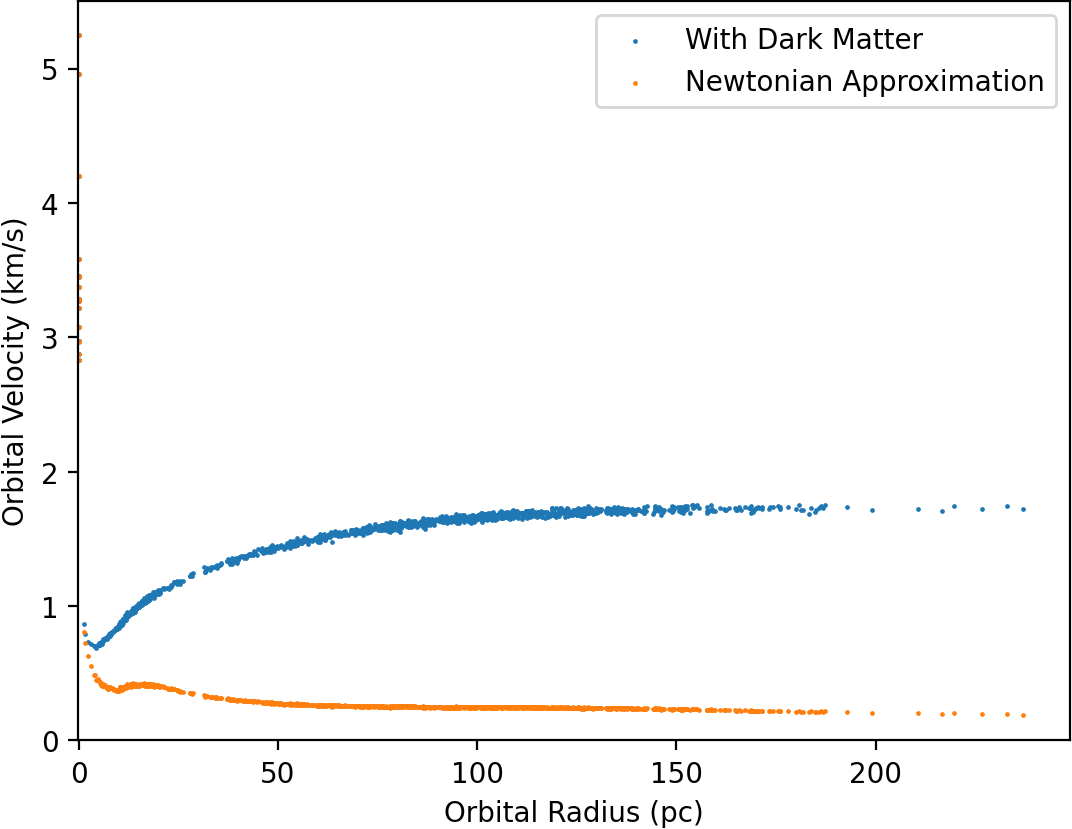 With Dark Matter
Newtonian Approximation
5
4
3
2
1
0
Orbital Velocity (km/s)
0 50 100 150 200
Orbital Radius (pc)